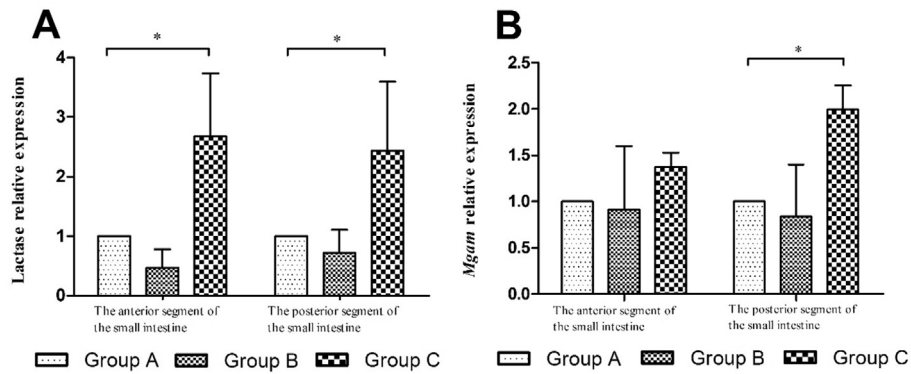 A
*
*
Lactase relative expression
4
3
2
1
0
The anterior segment of
the small intestine
The posterior segment of
the small intestine
Group A
Group B
Group C
B
*
Mgam relative expression
2.5
2.0
1.5
1.0
0.5
0.0
The anterior segment of
the small intestine
The posterior segment of
the small intestine
Group A
Group B
Group C